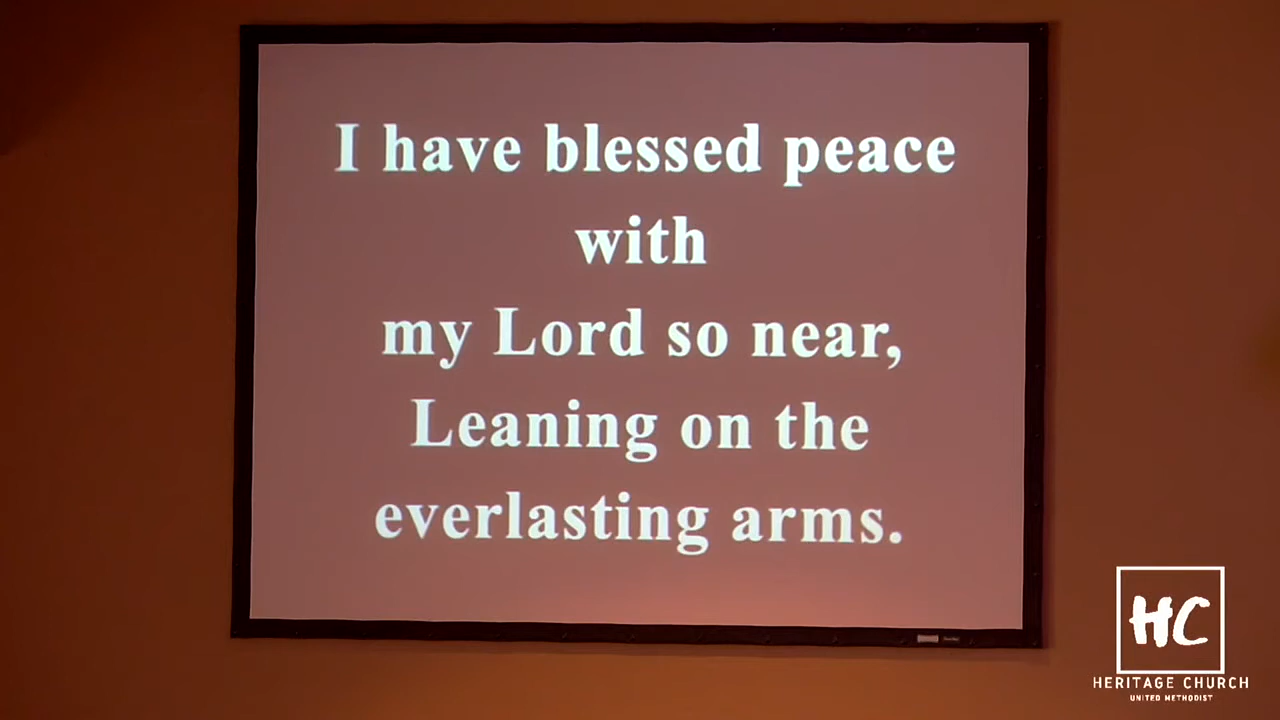 I have blessed peace
with
my Lord so near,
Leaning on the
everlasting arms.
HC
HERITAGE CHURCH
UNITED METHODIST